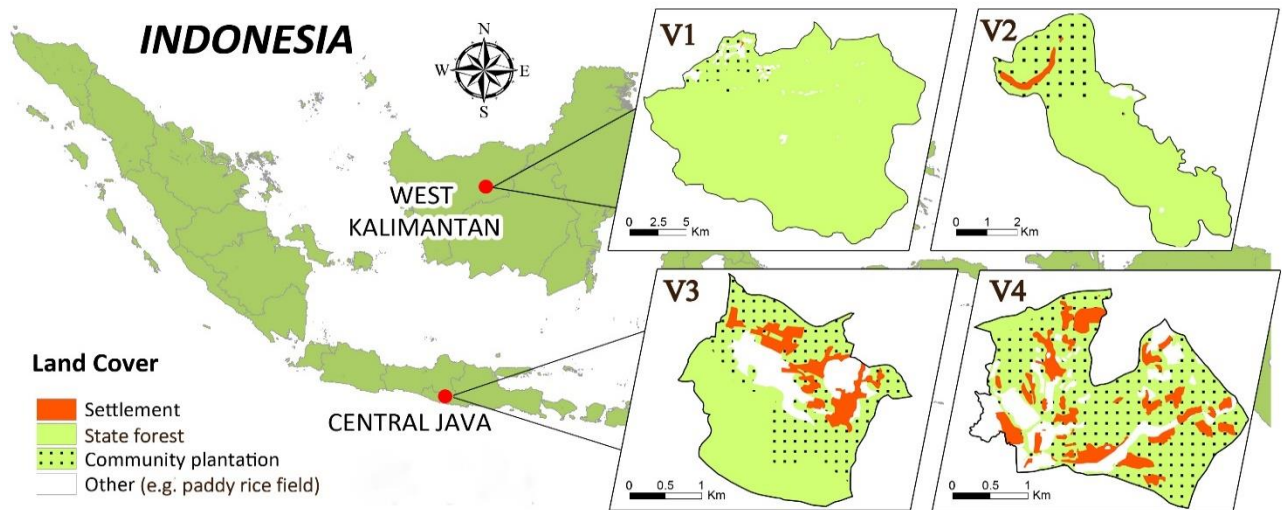 INDONESIA
N
W E
S
WEST
KALIMANTAN
CENTRAL JAVA
V1
0 2.5 5
Km
V2
0 1 2
Km
V3
0 0.5 1
Km
V4
0 0.5 1
Km
Land Cover
Settlement
State forest
Community plantation
Other (e.g. paddy rice field)